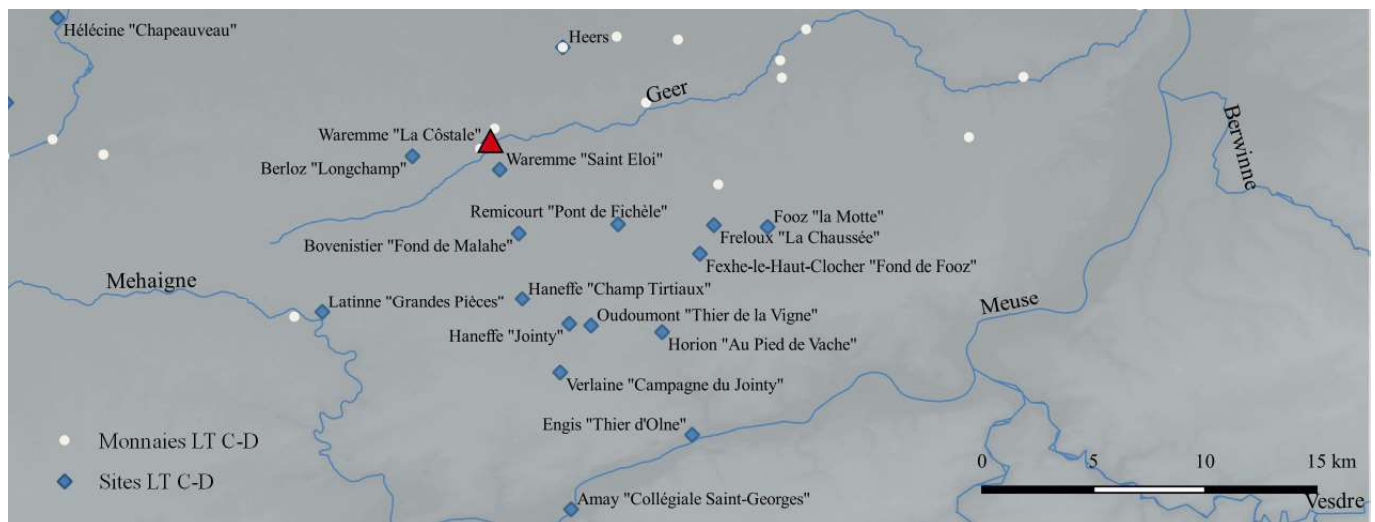 Hélécine "Chapeauveau"
Heers
Geer
Waremme "La Côstale"
Berloz "Longchamp"
Waremme "Saint Eloi"
Berwinne
Remicourt "Pont de Fichèle"
Fooz "la Motte"
Bovenistier "Fond de Malahe"
Freloux "La Chaussée"
Fexhe-le-Haut-Clocher "Fond de Fooz"
Mehaigne
Haneffe "Champ Tirtiaux"
Latinne "Grandes Pièces"
Meuse
Oudoumont "Thier de la Vigne"
Haneffe "Jointy"
Horion "Au Pied de Vache"
Verlaine "Campagne du Jointy"
Engis "Thier d'Olne"
Monnaies LT C-D
Sites LT C-D
0 5 10 15 km
Amay "Collégiale Saint-Georges"
Vesdre